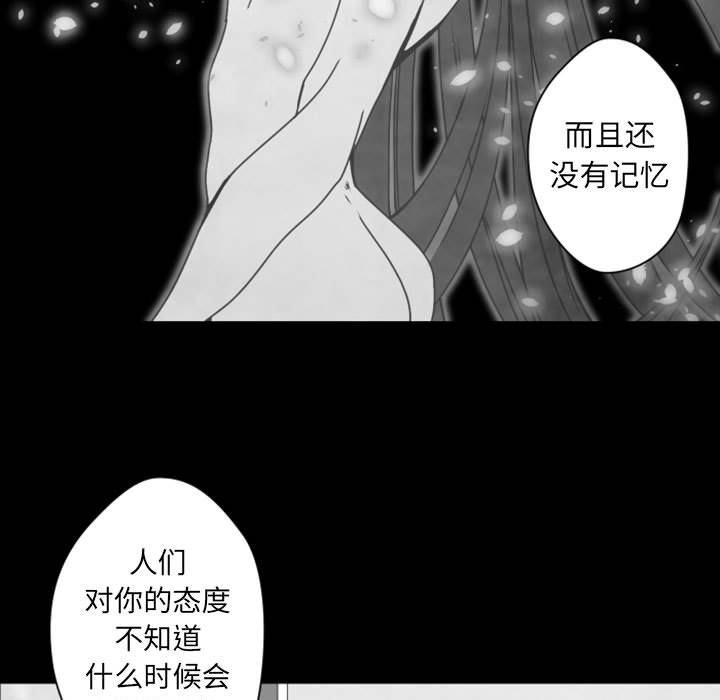 而且还
没有记忆
人们
对你的态度
不知道
什么时候会